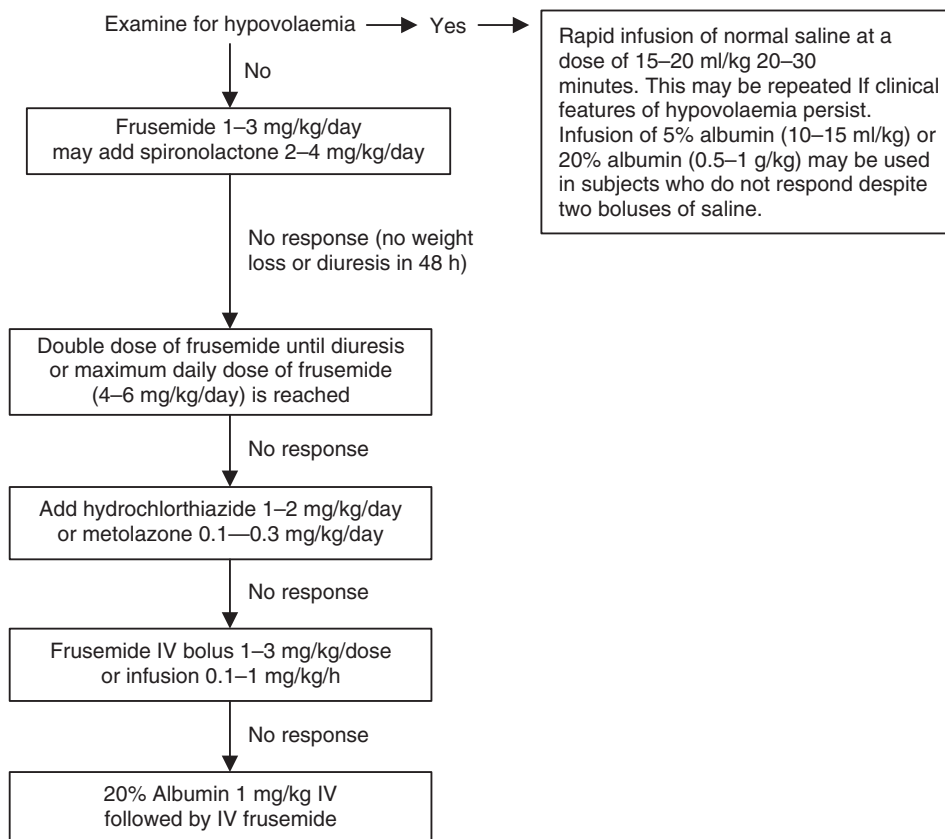 Examine for hypovolaemia
Yes
Rapid infusion of normal saline at a
dose of 15–20 ml/kg 20–30
minutes. This may be repeated If clinical
features of hypovolaemia persist.
Infusion of 5% albumin (10–15 ml/kg) or
20% albumin (0.5–1 g/kg) may be used
in subjects who do not respond despite
two boluses of saline.
No
Frusemide 1–3 mg/kg/day
may add spironolactone 2–4 mg/kg/day
No response (no weight
loss or diuresis in 48 h)
Double dose of frusemide until diuresis
or maximum daily dose of frusemide
(4–6 mg/kg/day) is reached
No response
Add hydrochlorthiazide 1–2 mg/kg/day
or metolazone 0.1—0.3 mg/kg/day
No response
Frusemide IV bolus 1–3 mg/kg/dose
or infusion 0.1–1 mg/kg/h
No response
20% Albumin 1 mg/kg IV
followed by IV frusemide